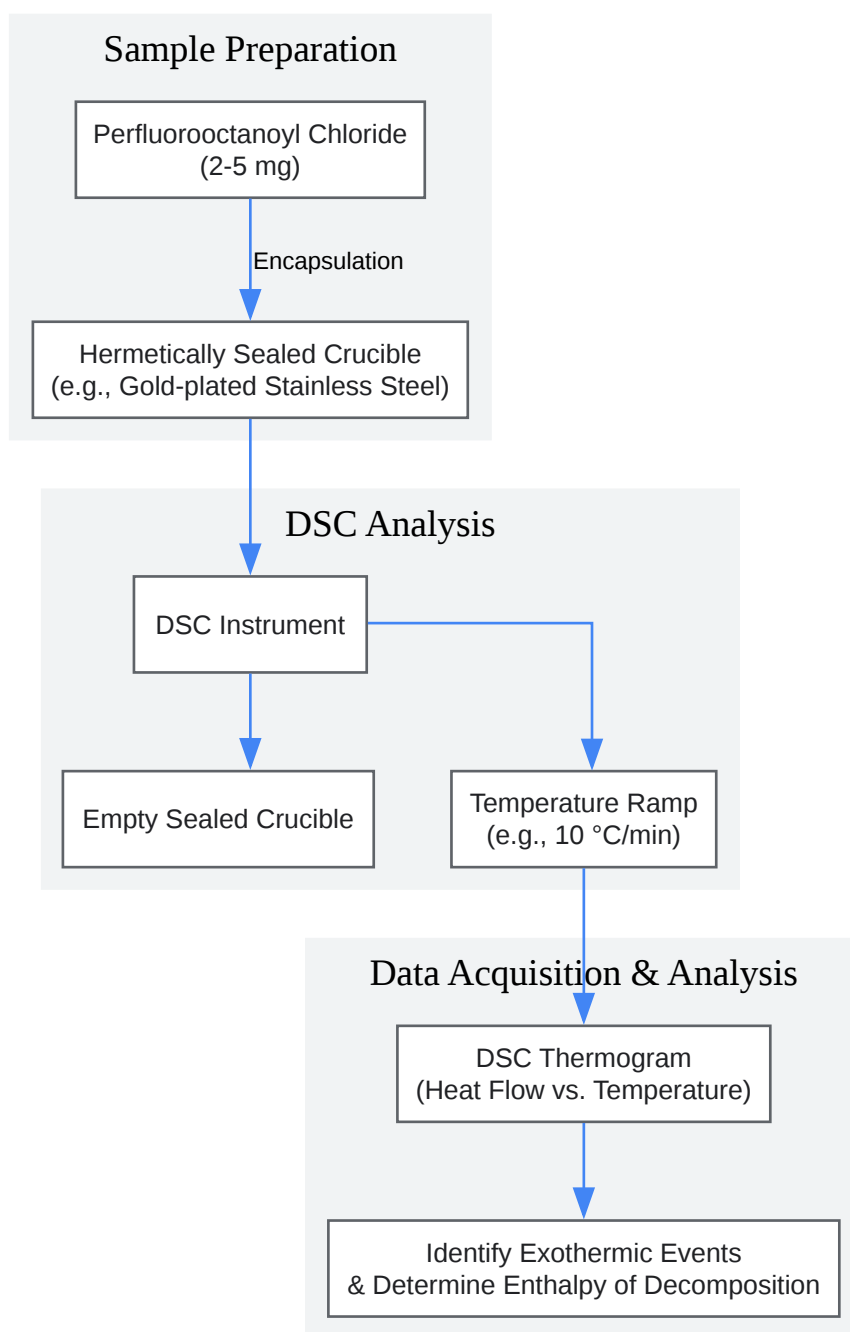 Sample Preparation
Perfluorooctanoyl Chloride
(2-5 mg)
Encapsulation
Hermetically Sealed Crucible
(e.g., Gold-plated Stainless Steel)
DSC Analysis
DSC Instrument
Empty Sealed Crucible
Temperature Ramp
(e.g., 10 °C/min)
Data Acquisition & Analysis
DSC Thermogram
(Heat Flow vs. Temperature)
Identify Exothermic Events
& Determine Enthalpy of Decomposition